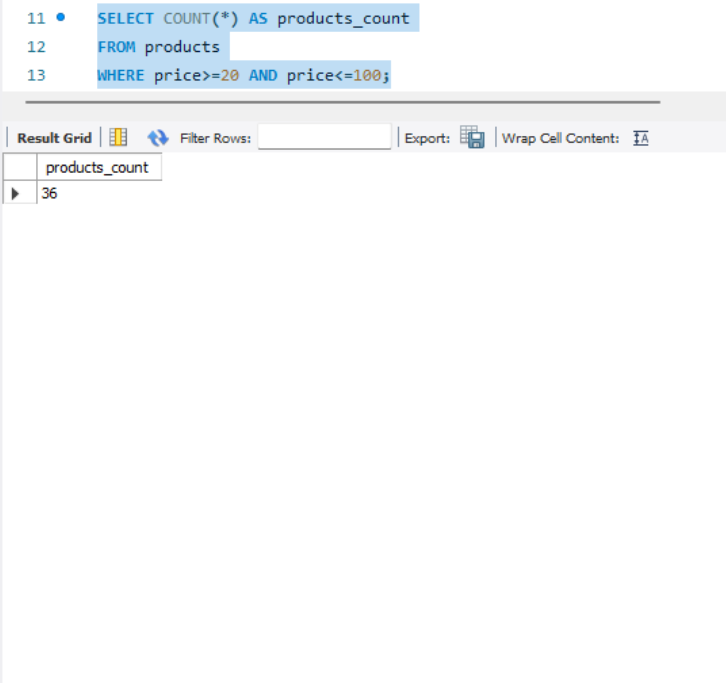 11 SELECT COUNT(*) AS products_count
12 FROM products
13 WHERE price>=20 AND price<=100;
Result Grid Filter Rows: Export: Wrap Cell Content: IA
products_count
36